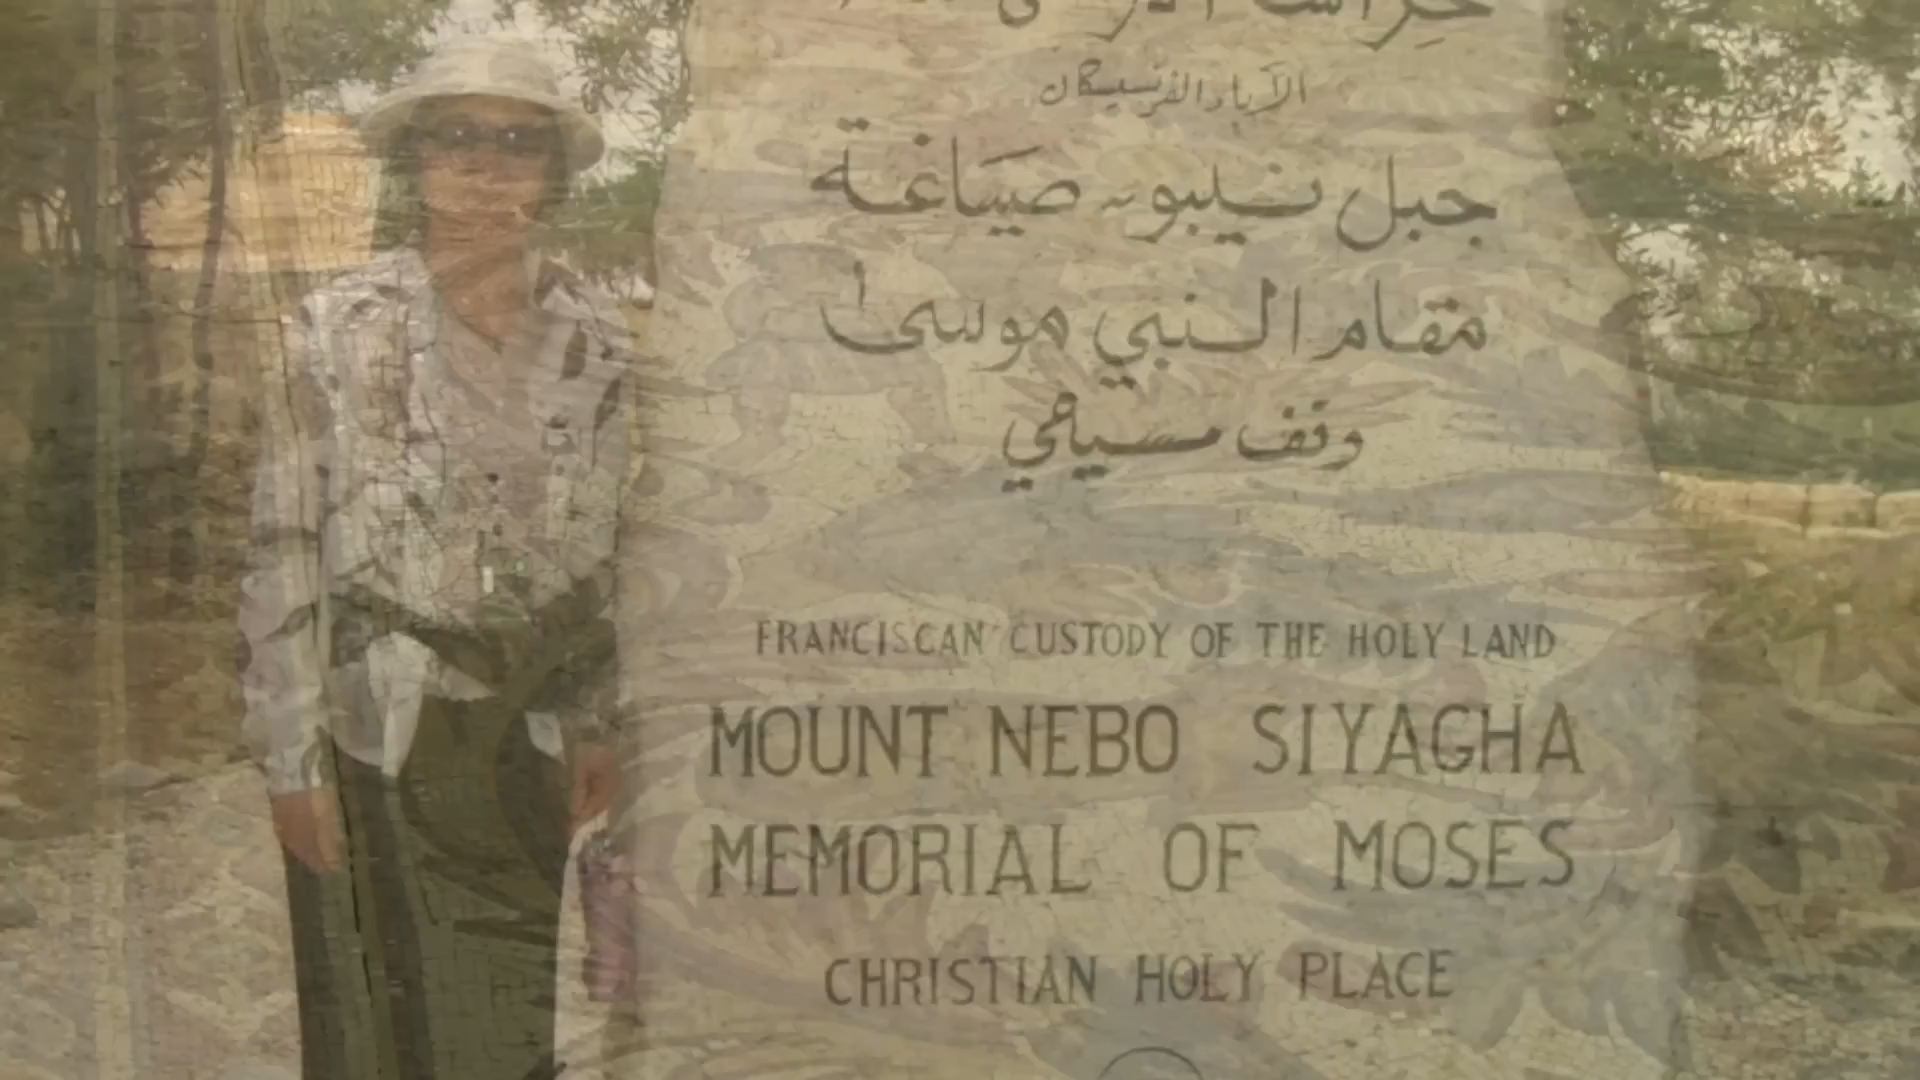 الآباء الفرنسيسكان
جبل نيبو - صياغة
مقام النبي موسى
وقف مسيحي
FRANCISCAN CUSTODY OF THE HOLY LAND
MOUNT NEBO SIYAGHA
MEMORIAL OF MOSES
CHRISTIAN HOLY PLACE